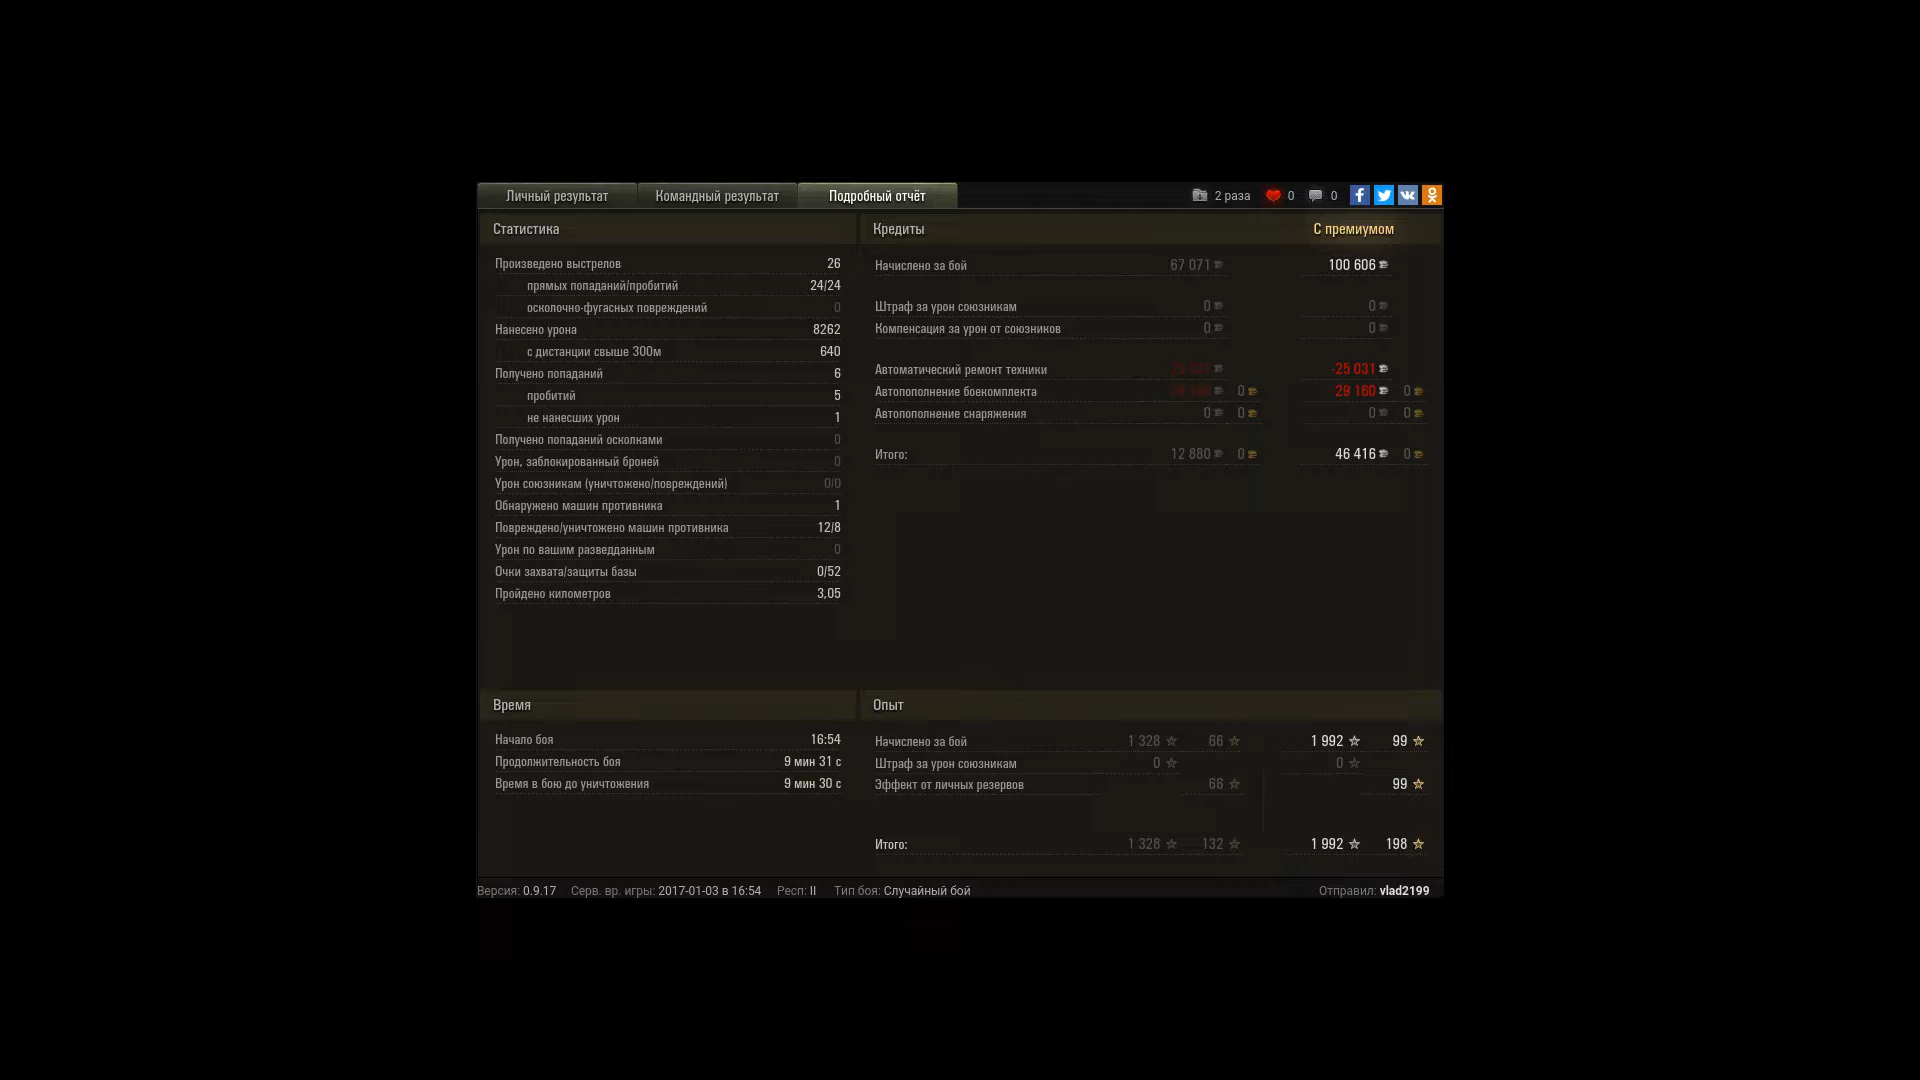 Личный результат Командный результат Подробный отчёт 2 раза 0 0
Статистика
Произведено выстрелов 26
прямых попаданий/пробитий 24/24
осколочно-фугасных повреждений 0
Нанесено урона 8262
с дистанции свыше 300м 640
Получено попаданий 6
пробитий 5
не нанесших урон 1
Получено попаданий осколками 0
Урон, заблокированный броней 0
Урон союзникам (уничтожено/повреждений) 0/0
Обнаружено машин противника 1
Повреждено/уничтожено машин противника 12/8
Урон по вашим разведданным 0
Очки захвата/защиты базы 0/52
Пройдено километров 3,05
Кредиты С премиумом
Начислено за бой 67 071 100 606
Штраф за урон союзникам 0 0
Компенсация за урон от союзников 0 0
Автоматический ремонт техники -25 031
Автопополнение боекомплекта 0 29 160 0
Автопополнение снаряжения 0 0 0 0
Итого: 12 880 0 46 416 0
Время
Начало боя 16:54
Продолжительность боя 9 мин 31 с
Время в бою до уничтожения 9 мин 30 с
Опыт
Начислено за бой 1 328 66 1 992 99
Штраф за урон союзникам 0 0
Эффект от личных резервов 66 99
Итого: 1 328 132 1 992 198
Версия: 0.9.17 Серв. вр. игры: 2017-01-03 в 16:54 Респ: II Тип боя: Случайный бой Отправил: vlad2199